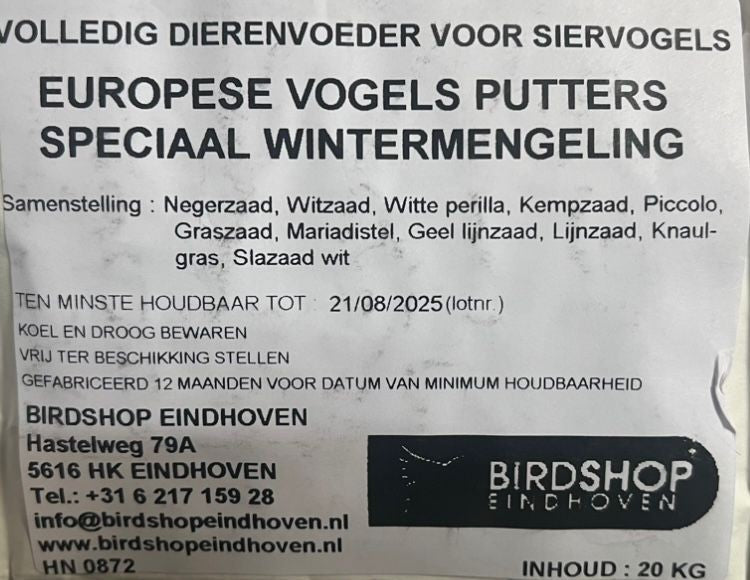 VOLLEDIG DIERENVOEDER VOOR SIERVOGELS
EUROPESE VOGELS PUTTERS
SPECIAAL WINTERMENGELING
Samenstelling : Negerzaad, Witzaad, Witte perilla, Kempzaad, Piccolo,
Graszaad, Mariadistel, Geel lijnzaad, Lijnzaad, Knaul-
gras, Slazaad wit
TEN MINSTE HOUDBAAR TOT : 21/08/2025 (lotnr.)
KOEL EN DROOG BEWAREN
VRIJ TER BESCHIKKING STELLEN
GEFABRICEERD 12 MAANDEN VOOR DATUM VAN MINIMUM HOUDBAARHEID
BIRDSHOP EINDHOVEN
Hastelweg 79A
5616 HK EINDHOVEN
Tel.: +31 6 217 159 28
info@birdshopeindhoven.nl
www.birdshopeindhoven.nl
HN 0872
BIRDSHOP
EINDHOVEN
INHOUD : 20 KG